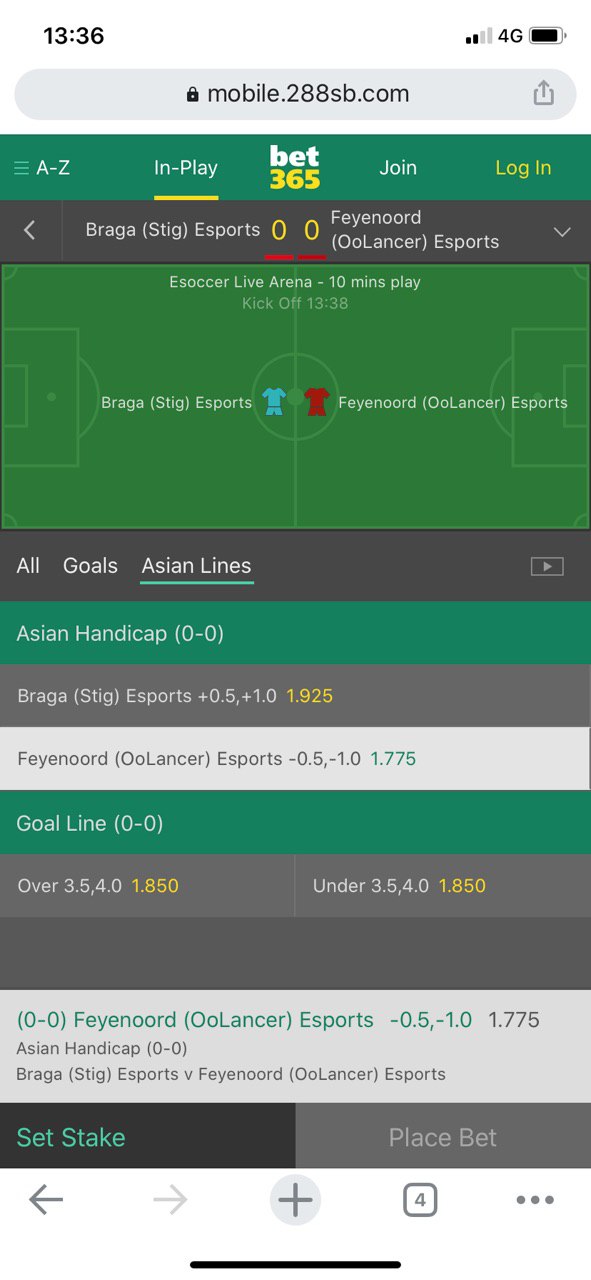 13:36
4G
mobile.288sb.com
A-Z
In-Play
bet
365
Join
Log In
Braga (Stig) Esports 0 0 Feyenoord
(OoLancer) Esports
Esoccer Live Arena - 10 mins play
Kick Off 13:38
Braga (Stig) Esports
Feyenoord (OoLancer) Esports
All
Goals
Asian Lines
Asian Handicap (0-0)
Braga (Stig) Esports +0.5,+1.0 1.925
Feyenoord (OoLancer) Esports -0.5,-1.0 1.775
Goal Line (0-0)
Over 3.5,4.0 1.850
Under 3.5,4.0 1.850
(0-0) Feyenoord (OoLancer) Esports -0.5,-1.0 1.775
Asian Handicap (0-0)
Braga (Stig) Esports v Feyenoord (OoLancer) Esports
Set Stake
Place Bet
4